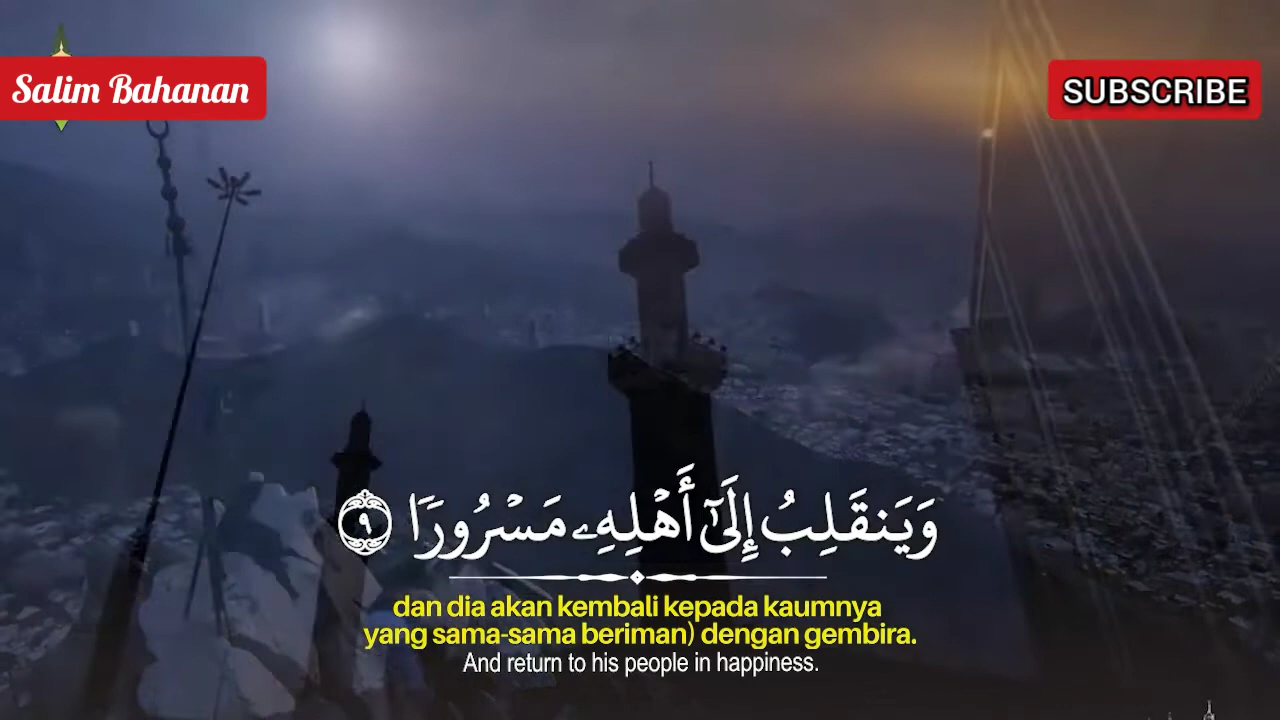 Salim Bahanan
SUBSCRIBE
وَيَنقَلِبُ إِلَىٰٓ أَهْلِهِۦ مَسْرُورًا ٩
dan dia akan kembali kepada kaumnya
yang sama-sama beriman) dengan gembira.
And return to his people in happiness.